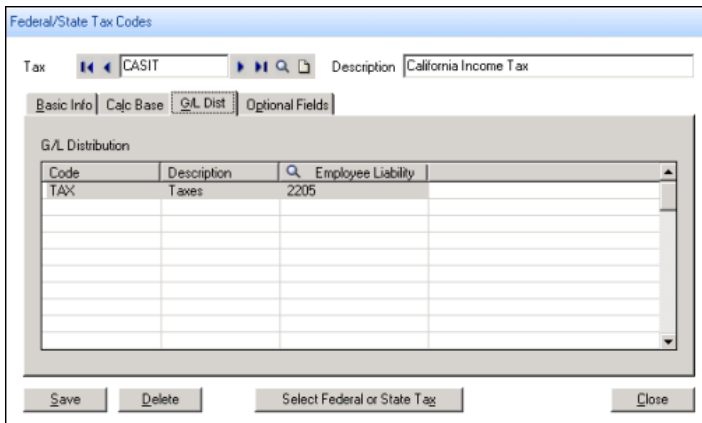 Federal/State Tax Codes
Tax CASIT Description California Income Tax
Basic Info Calc Base G/L Dist Optional Fields
G/L Distribution
Code Description Employee Liability
TAX Taxes 2205
Save Delete Select Federal or State Tax Close